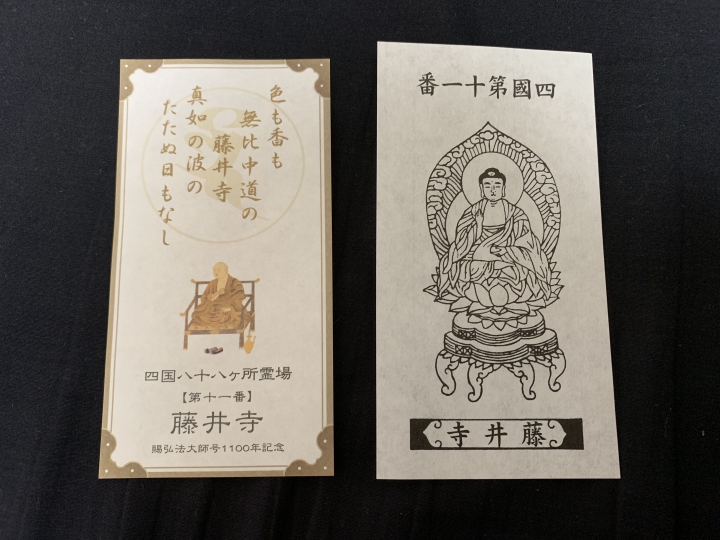 色も香も
無比中道の
藤井寺
真如の波の
たたぬ日もなし
四国八十八ヶ所霊場
【第十一番】
藤井寺
賜弘法大師号1100年記念
四國第十一番
藤井寺